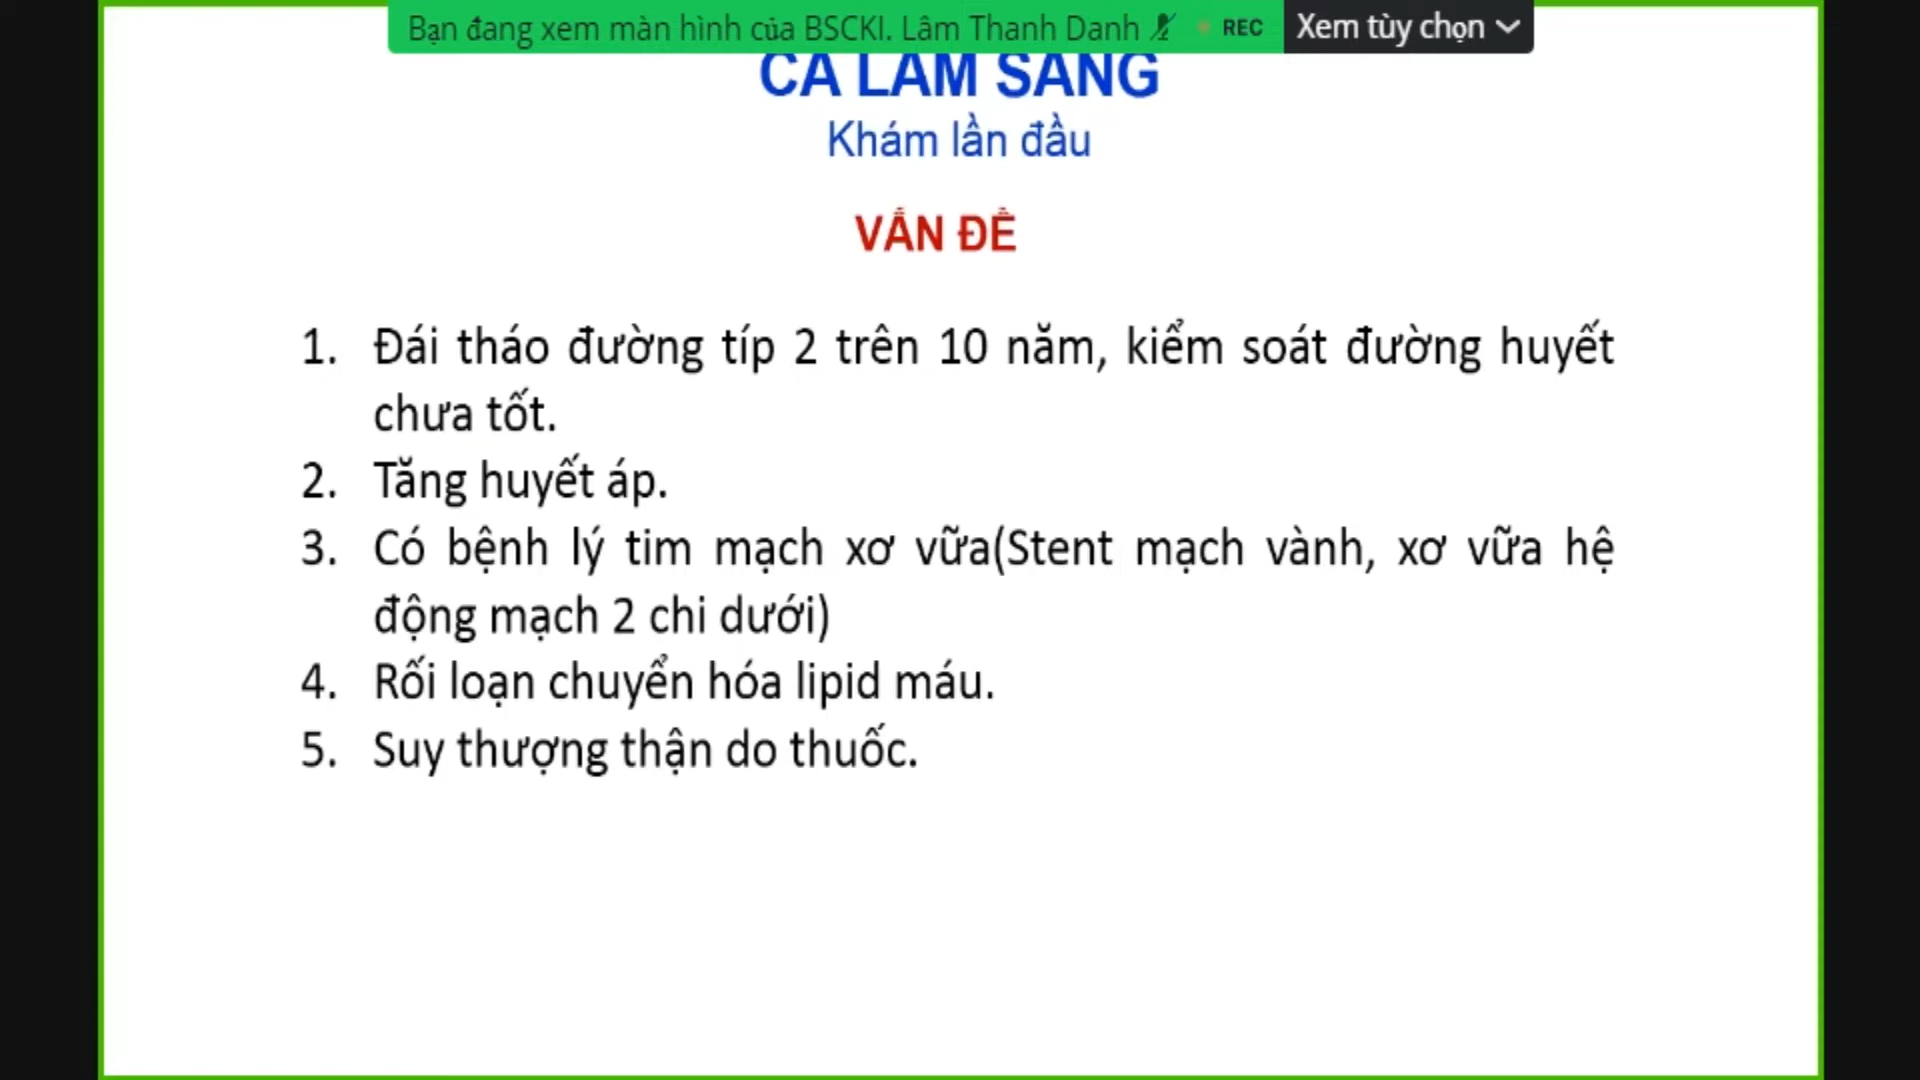 Bạn đang xem màn hình của BSCKI. Lâm Thanh Danh REC Xem tùy chọn
CA LÂM SÀNG
Khám lần đầu
VẤN ĐỀ
1. Đái tháo đường típ 2 trên 10 năm, kiểm soát đường huyết
chưa tốt.
2. Tăng huyết áp.
3. Có bệnh lý tim mạch xơ vữa(Stent mạch vành, xơ vữa hệ
động mạch 2 chi dưới)
4. Rối loạn chuyển hóa lipid máu.
5. Suy thượng thận do thuốc.